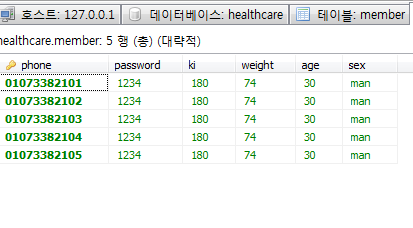 호스트: 127.0.0.1 데이터베이스: healthcare 테이블: member
healthcare.member: 5 행 (총) (대략적)
phone password ki weight age sex
01073382101 1234 180 74 30 man
01073382102 1234 180 74 30 man
01073382103 1234 180 74 30 man
01073382104 1234 180 74 30 man
01073382105 1234 180 74 30 man